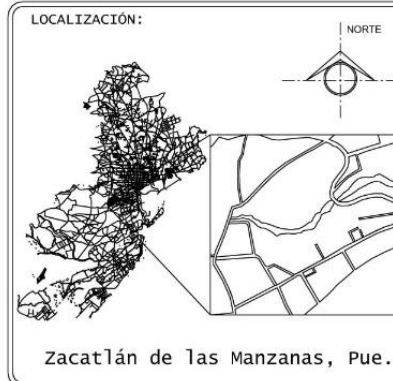 LOCALIZACIÓN:
NORTE
Zacatlán de las Manzanas, Pue.